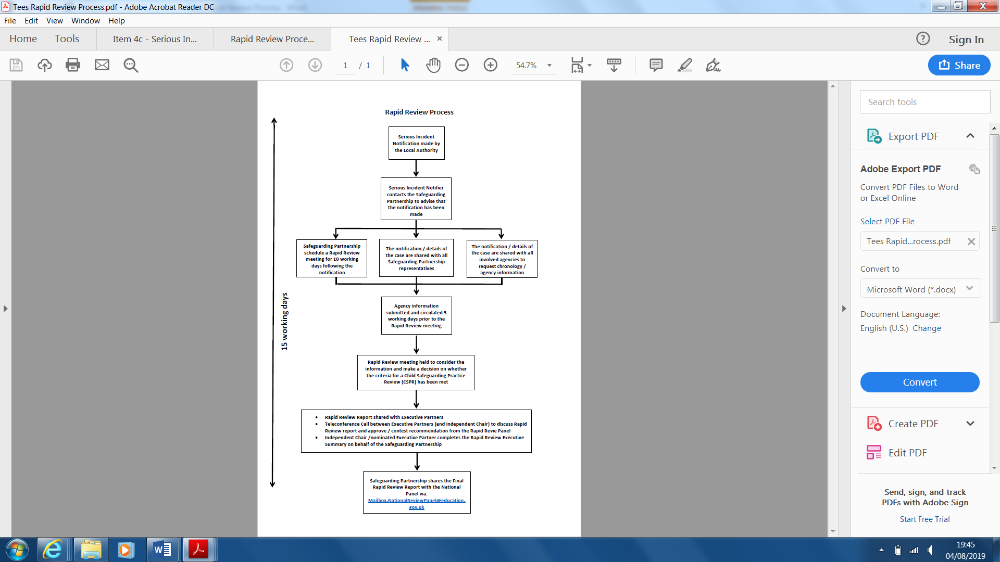 Tees Rapid Review Process.pdf - Adobe Acrobat Reader DC
File Edit View Window Help
Home Tools Item 4c - Serious In... Rapid Review Proce... Tees Rapid Review ... Sign In
1 / 1 54.7% Share
Rapid Review Process
15 working days
Serious Incident
Notification made by
the Local Authority
Serious Incident Notifier
contacts the Safeguarding
Partnership to advise that
the notification has been
made
Safeguarding Partnership
schedule a Rapid Review
meeting for 10 working
days following the
notification
The notification / details of
the case are shared with all
Safeguarding Partnership
representatives
The notification / details of
the case are shared with all
involved agencies to
request chronology /
agency information
Agency information
submitted and circulated 5
working days prior to the
Rapid Review meeting
Rapid Review meeting held to consider the
information and make a decision on whether
the criteria for a Child Safeguarding Practice
Review (CSPR) has been met
• Rapid Review Report shared with Executive Partners
• Teleconference Call between Executive Partners (and Independent Chair) to discuss Rapid
Review report and approve / contest recommendation from the Rapid Revie Panel
• Independent Chair /nominated Executive Partner completes the Rapid Review Executive
Summary on behalf of the Safeguarding Partnership
Safeguarding Partnership shares the Final
Rapid Review Report with the National
Panel via:
Mailbox.NationalReviewPanel@education.
gov.uk
Search tools
Export PDF
Adobe Export PDF
Convert PDF Files to Word
or Excel Online
Select PDF File
Tees Rapid...rocess.pdf
Convert to
Microsoft Word (*.docx)
Document Language:
English (U.S.) Change
Convert
Create PDF
Edit PDF
Send, sign, and track
PDFs with Adobe Sign
Start Free Trial
19:45
04/08/2019